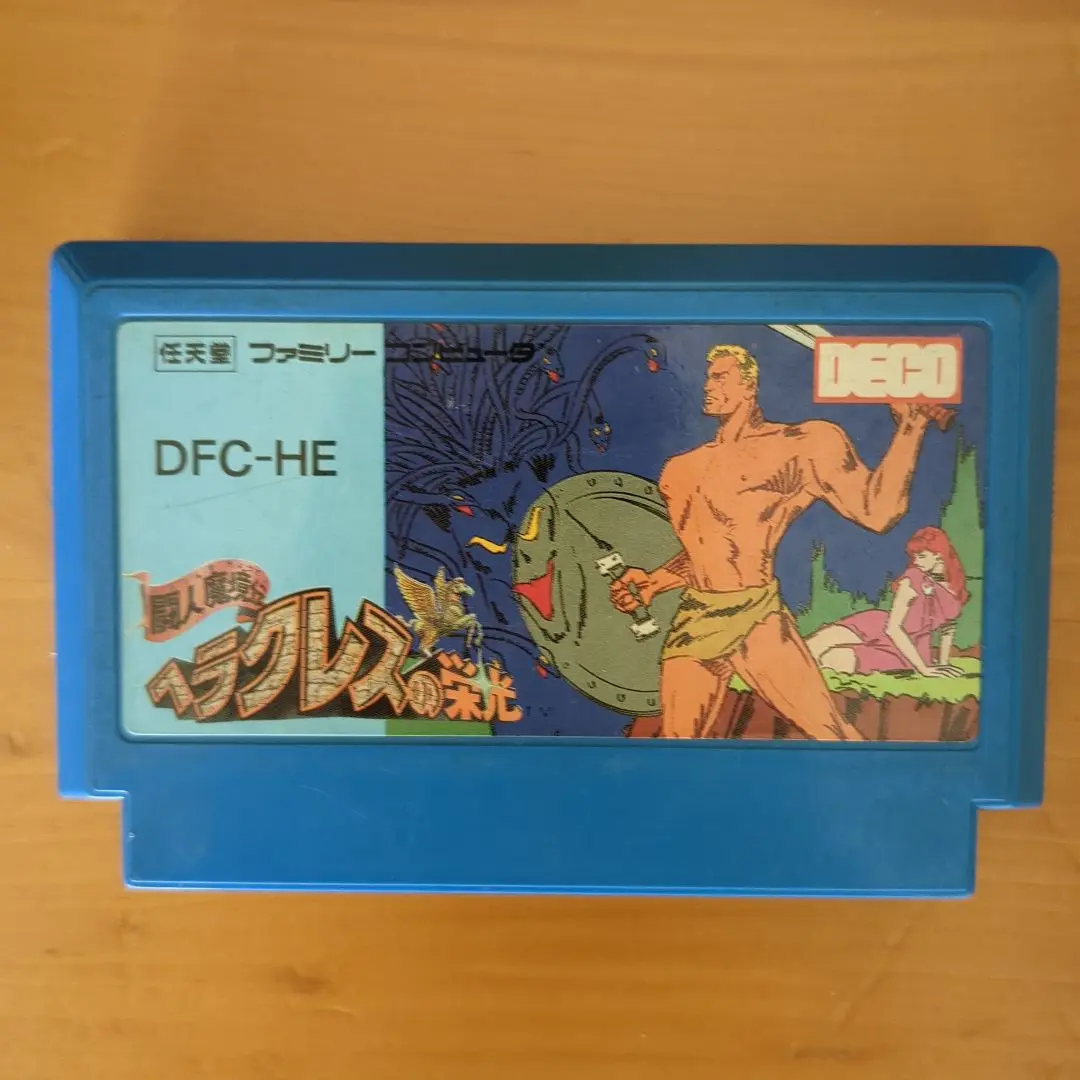 任天堂 ファミリー コンピュータ
DECO
DFC-HE
闘人魔境伝
ヘラクレスの栄光